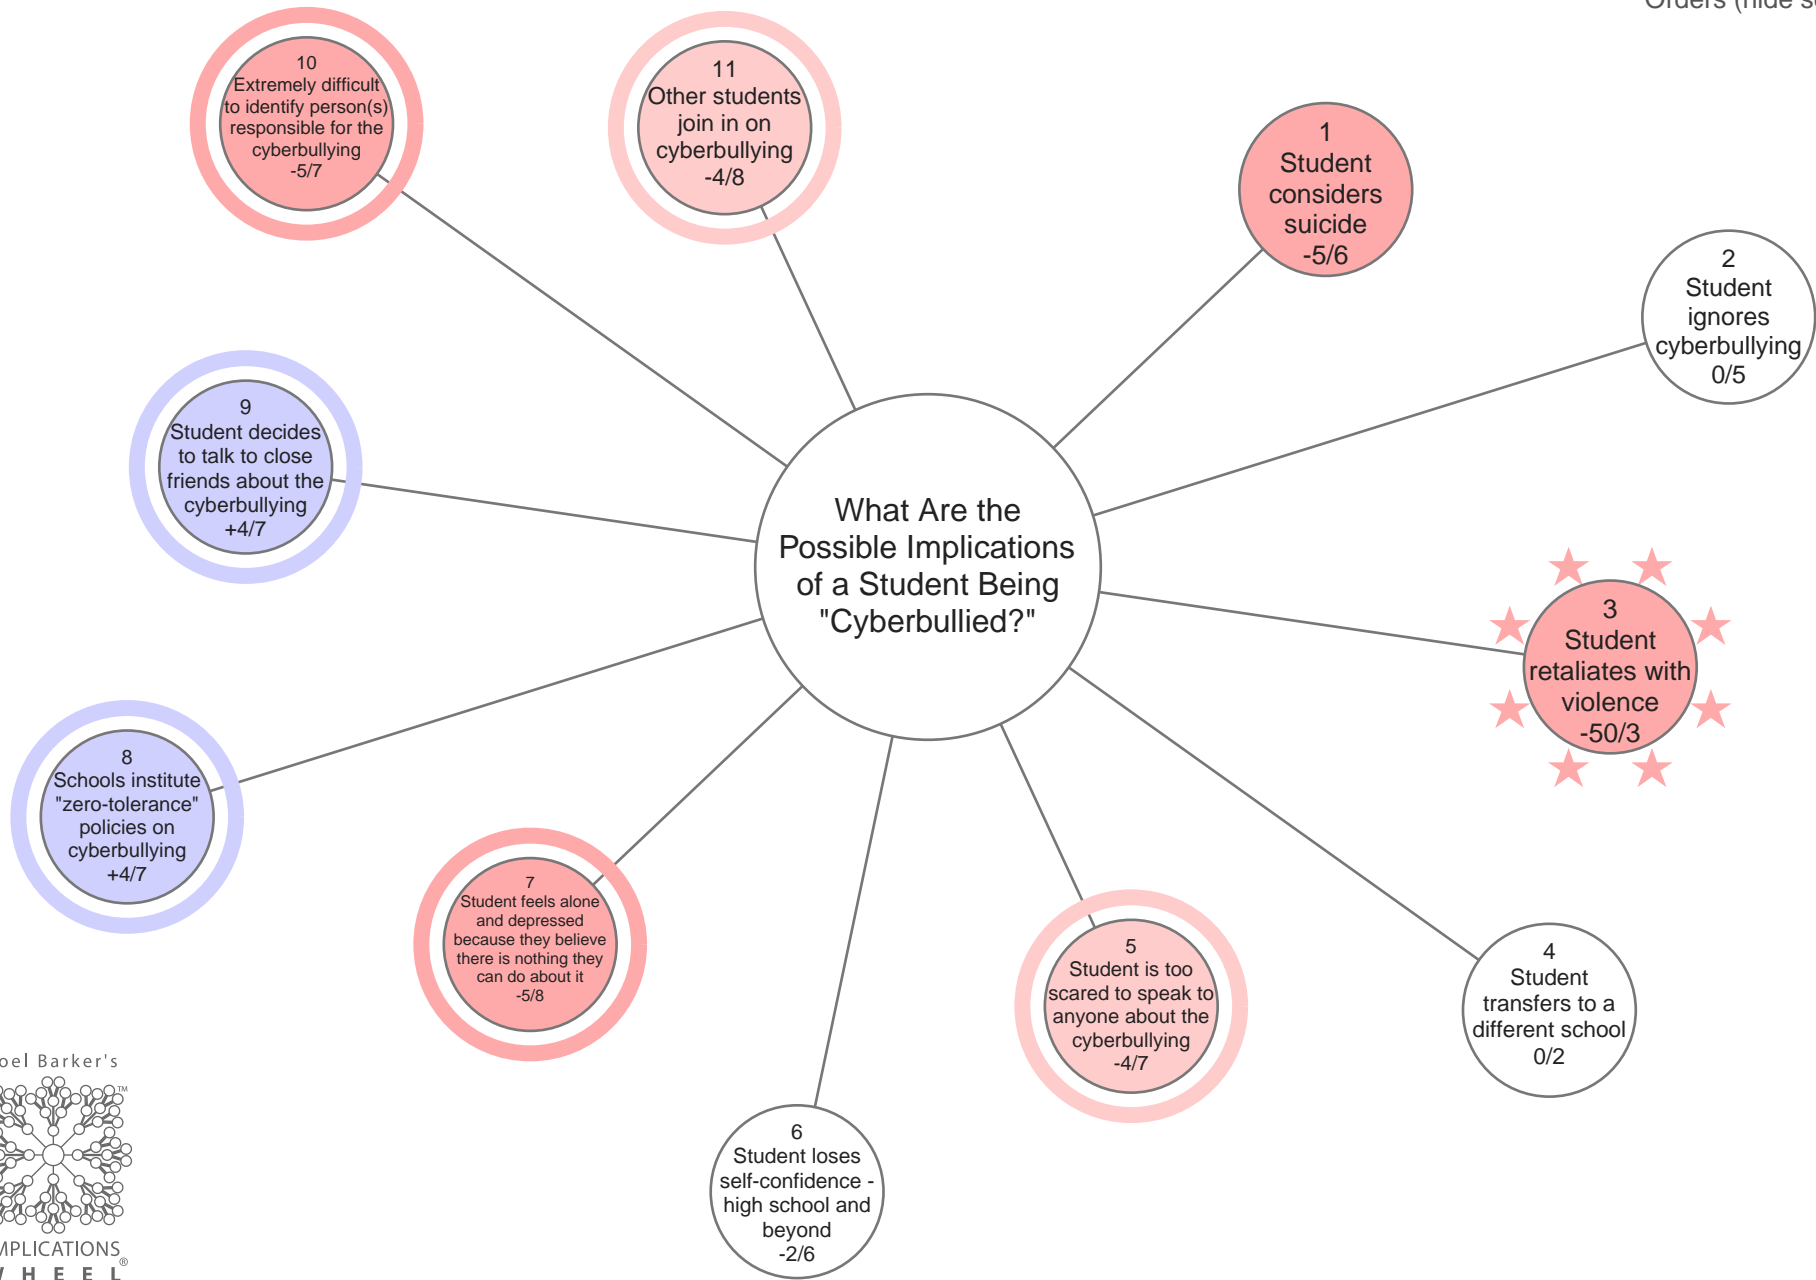 Orders (hide
10
Extremely difficult
to identify person(s)
responsible for the
cyberbullying
-5/7
11
Other students
join in on
cyberbullying
-4/8
1
Student
considers
suicide
-5/6
2
Student
ignores
cyberbullying
0/5
9
Student decides
to talk to close
friends about the
cyberbullying
+4/7
What Are the
Possible Implications
of a Student Being
"Cyberbullied?"
3
Student
retaliates with
violence
-50/3
8
Schools institute
"zero-tolerance"
policies on
cyberbullying
+4/7
7
Student feels alone
and depressed
because they believe
there is nothing they
can do about it
-5/8
5
Student is too
scared to speak to
anyone about the
cyberbullying
-4/7
4
Student
transfers to a
different school
0/2
6
Student loses
self-confidence -
high school and
beyond
-2/6
oel Barker's
™
MPLICATIONS
WHEEL®